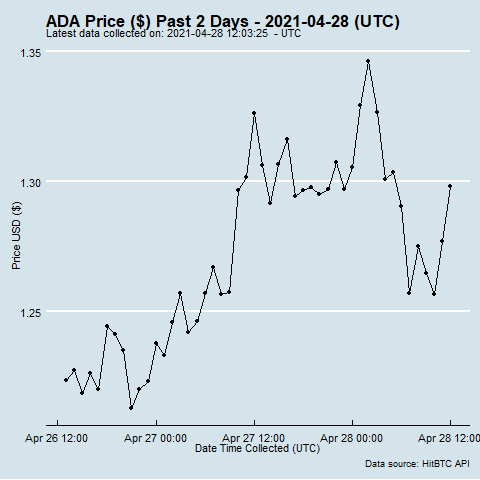 ADA Price ($) Past 2 Days - 2021-04-28 (UTC)
Latest data collected on: 2021-04-28 12:03:25  - UTC
1.35
1.30
1.25
Price USD ($)
Apr 26 12:00 Apr 27 00:00 Apr 27 12:00 Apr 28 00:00 Apr 28 12:00
Date Time Collected (UTC)
Data source: HitBTC API